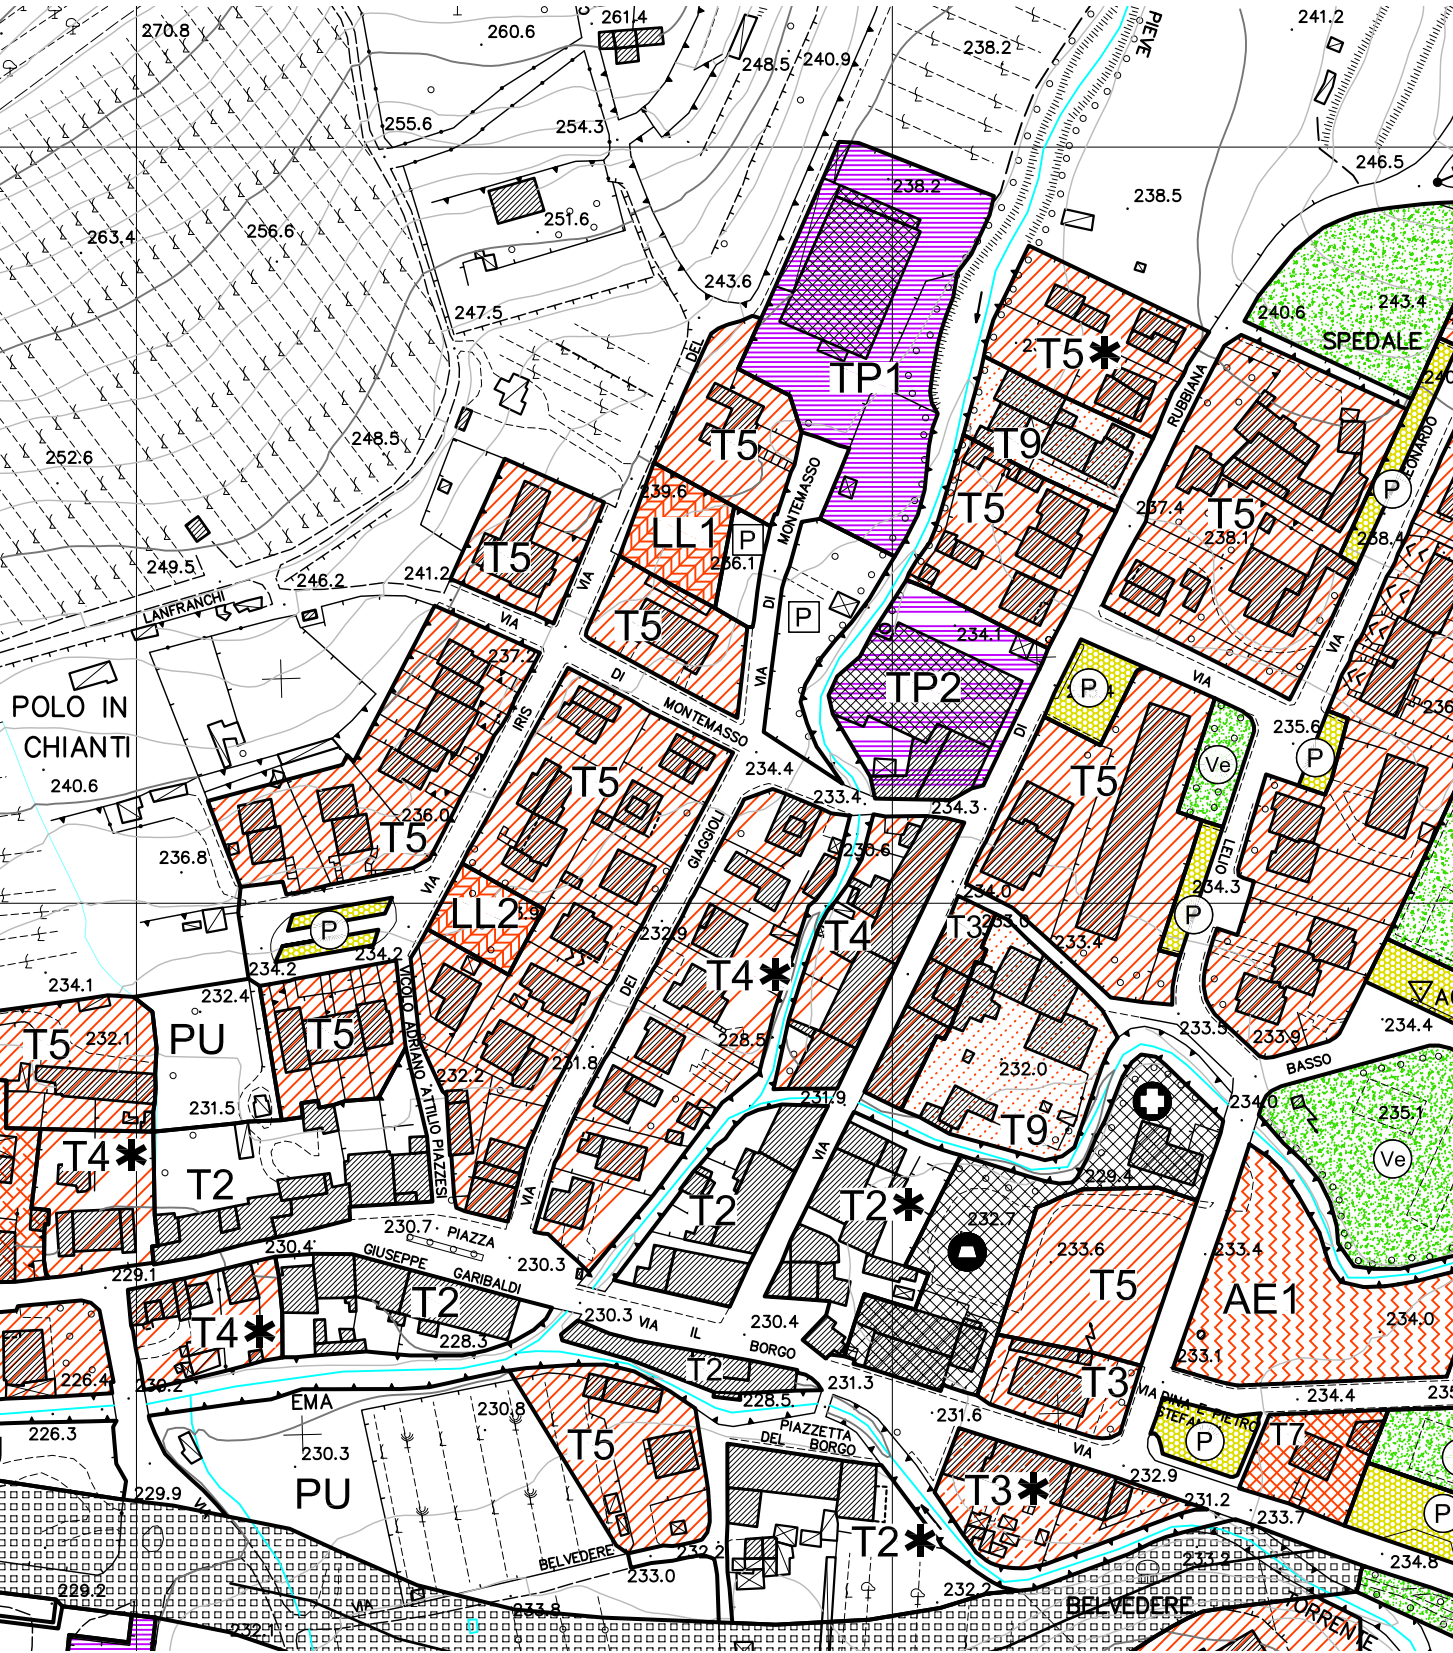 270.8
260.6
261.4
248.5
240.9
238.2
PIEVE
241.2
255.6
254.3
246.5
238.2
238.5
251.6
263.4
256.6
243.6
247.5
240.6
243.4
SPEDALE
DEL
TP1
T5*
RUBBIANA
248.5
252.6
T5
T9
MONTEMASSO
239.6
LL1
P
236.1
T5
237.4
T5
238.1
P
238.4
249.5
246.2
241.2
T5
LANFRANCHI
VIA
VIA
DI
P
T5
234.1
VIA
237.2
DI
VIA
TP2
P
VIA
POLO IN
CHIANTI
IRIS
MONTEMASSO
DI
235.6
240.6
234.4
T5
T5
Ve
P
233.4
234.3
236.0
T5
GIAGGIOLI
236.8
230.6
LELIO
VIA
234.0
234.3
LL2
P
232.9
T4
T3
233.0
P
234.2
234.2
T4*
233.4
234.1
232.4
DEI
VICOLO ADRIANO ATTILIO PIAZZESI
T5
232.1
PU
T5
228.5
233.5
233.9
234.4
231.8
232.2
232.0
BASSO
231.5
231.9
T9
234.0
235.1
T4*
T2
VIA
VIA
229.4
Ve
T2
T2*
232.7
230.7
PIAZZA
230.4
GIUSEPPE GARIBALDI
230.3
233.6
233.4
229.1
T5
AE1
T2
230.3
VIA IL BORGO
230.4
234.0
T4*
228.3
T2
233.1
226.4
230.2
231.3
T3
VIA DINA E PIETRO
STEFANI
234.4
EMA
228.5
230.8
231.6
226.3
230.3
T5
PIAZZETTA
DEL BORGO
VIA
P
T7
PU
232.9
229.9
T3*
231.2
P
233.7
VIA
T2*
BELVEDERE
232.2
233.2
234.8
229.2
233.0
232.2
VIA
233.8
BELVEDERE
TORRENTE
232.1